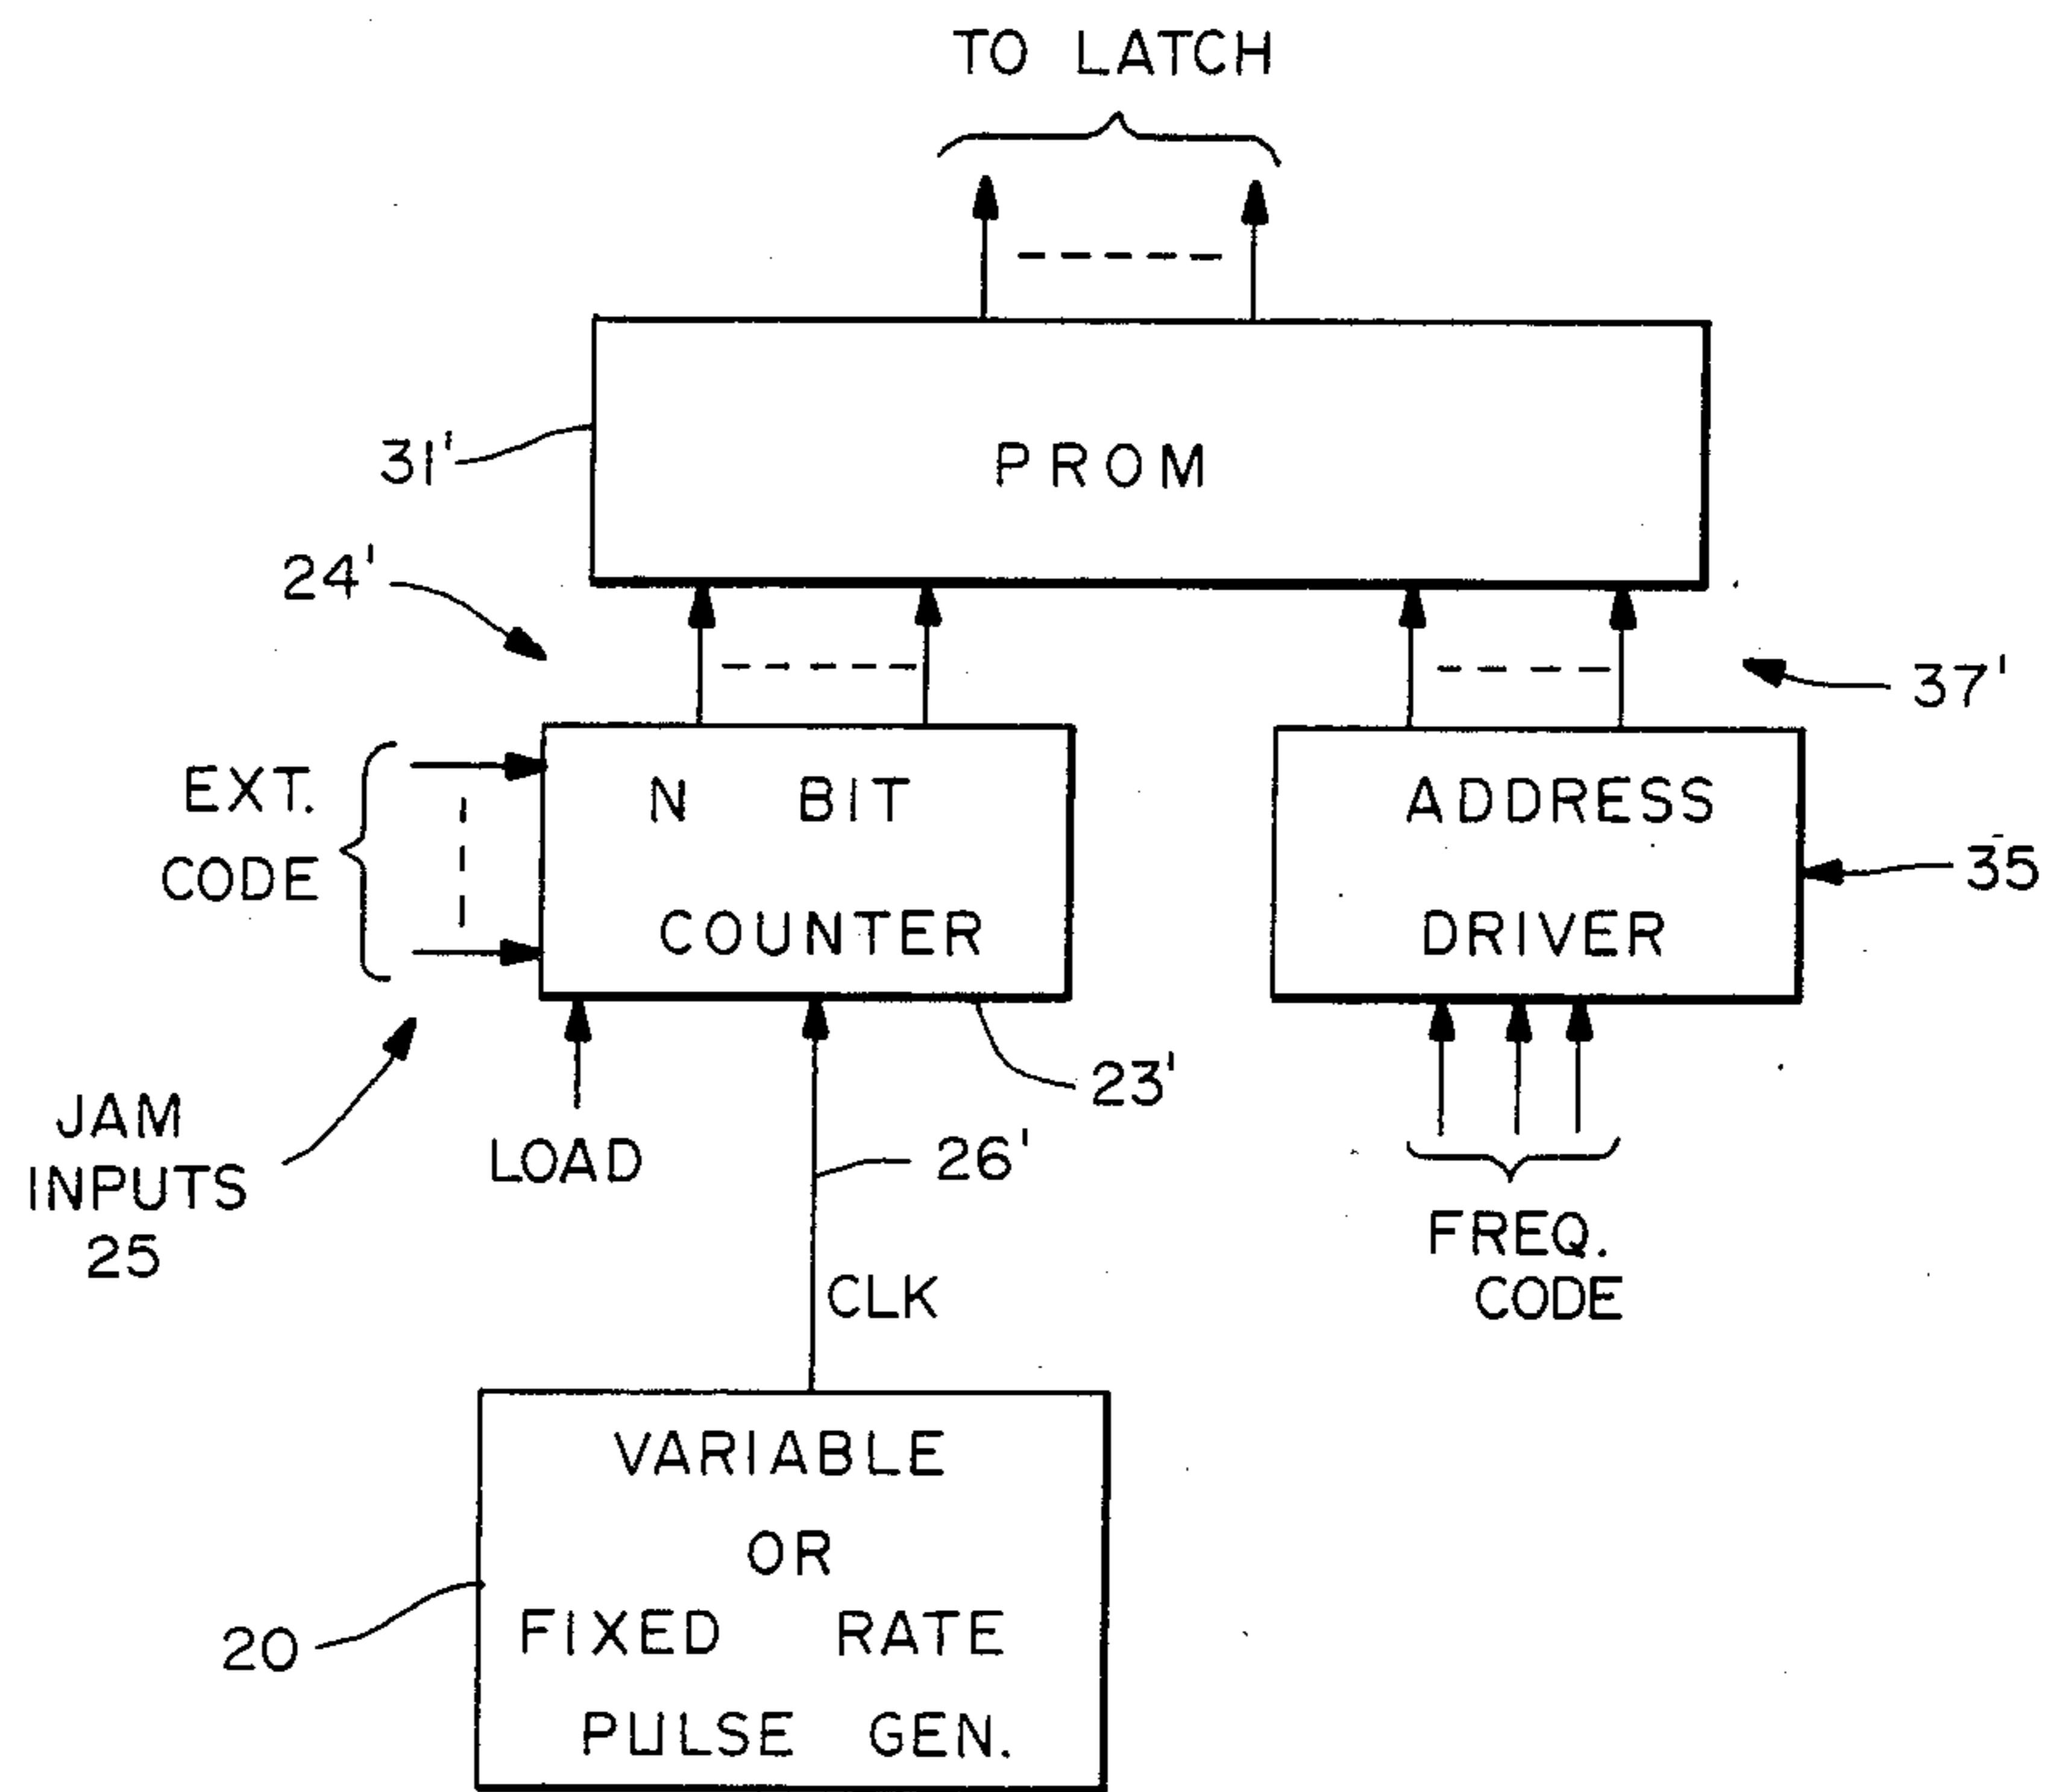 TO LATCH
PROM
31'
24'
37'
EXT.
CODE
N BIT
COUNTER
ADDRESS
DRIVER
35
23'
JAM
INPUTS
25
LOAD
26'
FREQ.
CODE
CLK
VARIABLE
OR
FIXED RATE
PULSE GEN.
20